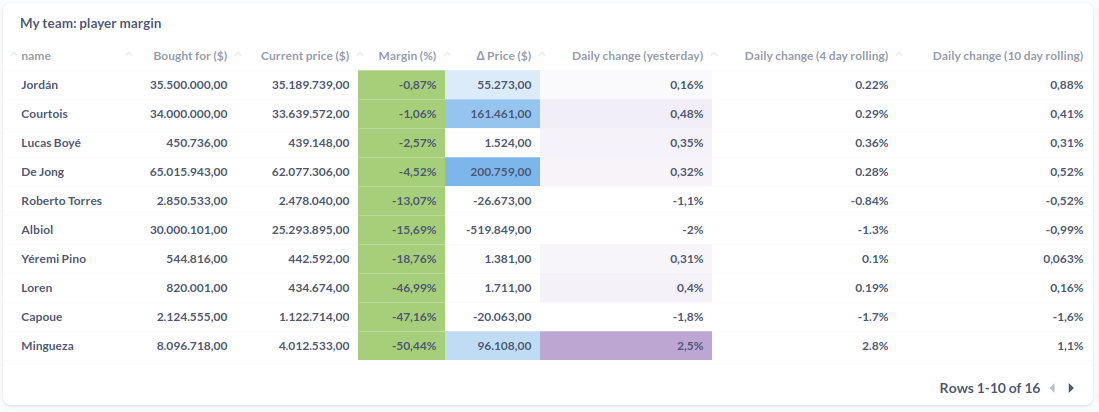 My team: player margin
name Bought for ($) Current price ($) Margin (%) Δ Price ($) Daily change (yesterday) Daily change (4 day rolling) Daily change (10 day rolling)
Jordán 35.500.000,00 35.189.739,00 -0,87% 55.273,00 0,16% 0.22% 0,88%
Courtois 34.000.000,00 33.639.572,00 -1,06% 161.461,00 0,48% 0.29% 0,41%
Lucas Boyé 450.736,00 439.148,00 -2,57% 1.524,00 0,35% 0.36% 0,31%
De Jong 65.015.943,00 62.077.306,00 -4,52% 200.759,00 0,32% 0.28% 0,52%
Roberto Torres 2.850.533,00 2.478.040,00 -13,07% -26.673,00 -1,1% -0.84% -0,52%
Albiol 30.000.101,00 25.293.895,00 -15,69% -519.849,00 -2% -1.3% -0,99%
Yéremi Pino 544.816,00 442.592,00 -18,76% 1.381,00 0,31% 0.1% 0,063%
Loren 820.001,00 434.674,00 -46,99% 1.711,00 0,4% 0.19% 0,16%
Capoue 2.124.555,00 1.122.714,00 -47,16% -20.063,00 -1,8% -1.7% -1,6%
Mingueza 8.096.718,00 4.012.533,00 -50,44% 96.108,00 2,5% 2.8% 1,1%
Rows 1-10 of 16